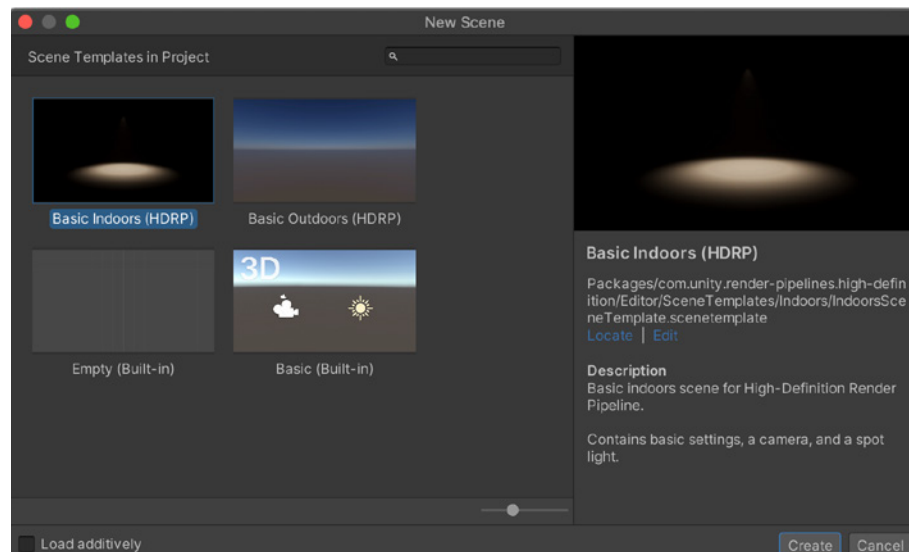 New Scene
Scene Templates in Project
Basic Indoors (HDRP)
Basic Outdoors (HDRP)
3D
Empty (Built-in)
Basic (Built-in)
Basic Indoors (HDRP)
Packages/com.unity.render-pipelines.high-defin
ition/Editor/SceneTemplates/Indoors/IndoorsSce
neTemplate.scenetemplate
Locate | Edit
Description
Basic indoors scene for High-Definition Render
Pipeline.
Contains basic settings, a camera, and a spot
light.
Load additively
Create
Cancel